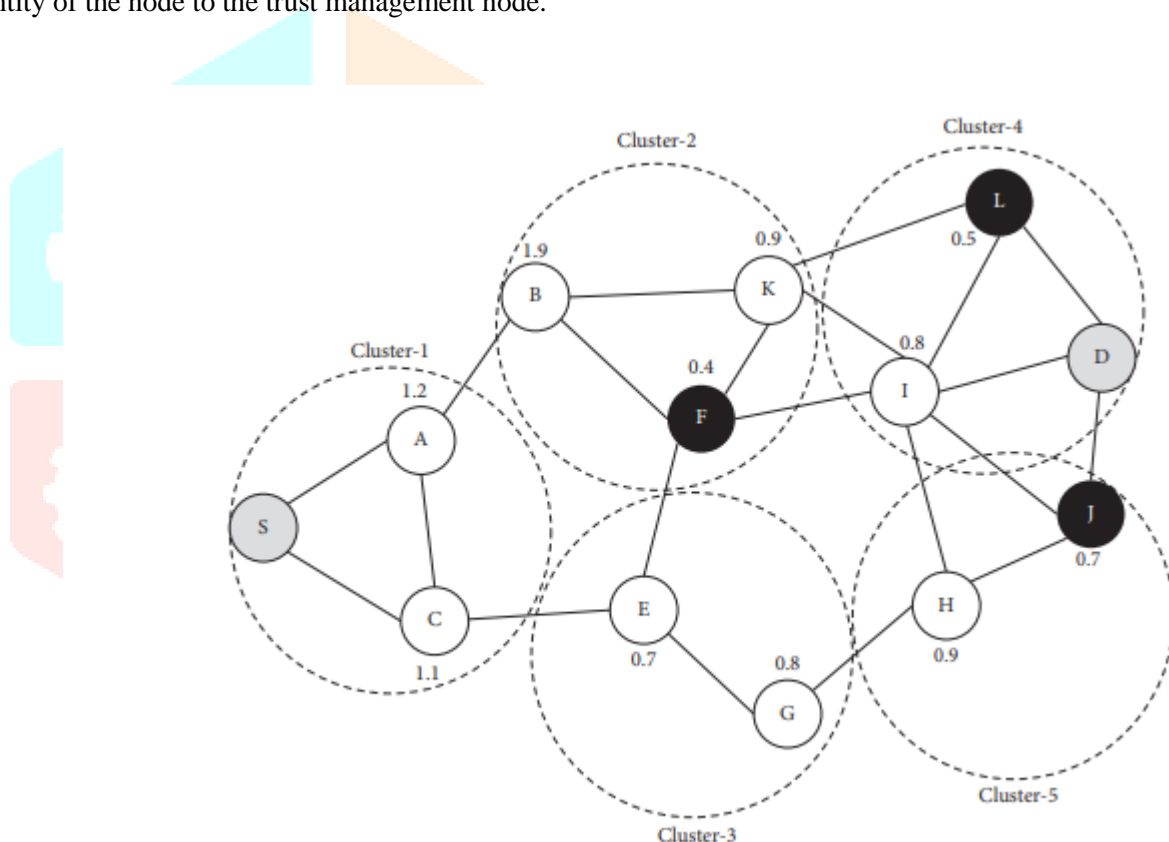 ntity of the node to the trust management node.
Cluster-4
Cluster-2
L
0.5
0.9
1.9
K
B
0.8
Cluster-1
D
0.4
I
1.2
F
A
S
J
0.7
E
H
C
0.7
0.9
0.8
1.1
G
Cluster-5
Cluster-3